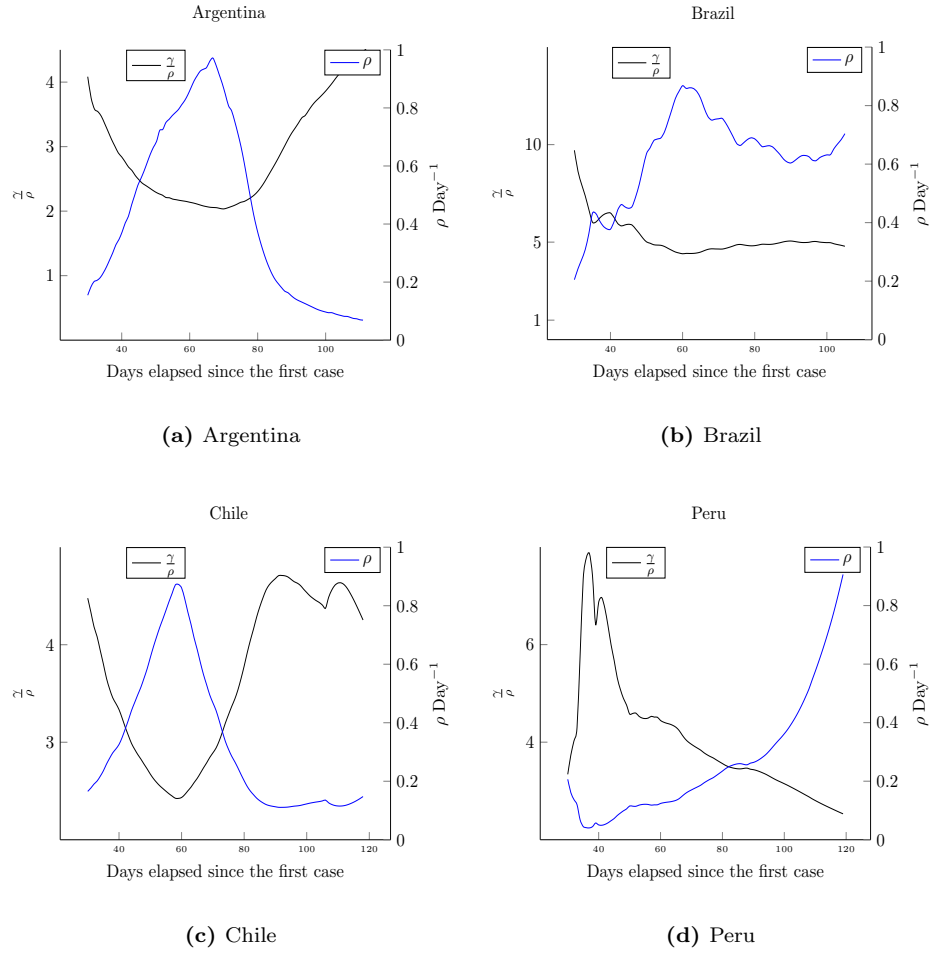 Argentina
γ/ρ
ρ
4
3
2
1
1
0.8
0.6
0.4
0.2
0
40 60 80 100
γ/ρ
ρ Day⁻¹
Days elapsed since the first case
(a) Argentina
Brazil
γ/ρ
ρ
10
5
1
1
0.8
0.6
0.4
0.2
0
40 60 80 100
γ/ρ
ρ Day⁻¹
Days elapsed since the first case
(b) Brazil
Chile
γ/ρ
ρ
4
3
1
0.8
0.6
0.4
0.2
0
40 60 80 100 120
γ/ρ
ρ Day⁻¹
Days elapsed since the first case
(c) Chile
Peru
γ/ρ
ρ
6
4
1
0.8
0.6
0.4
0.2
0
40 60 80 100 120
γ/ρ
ρ Day⁻¹
Days elapsed since the first case
(d) Peru